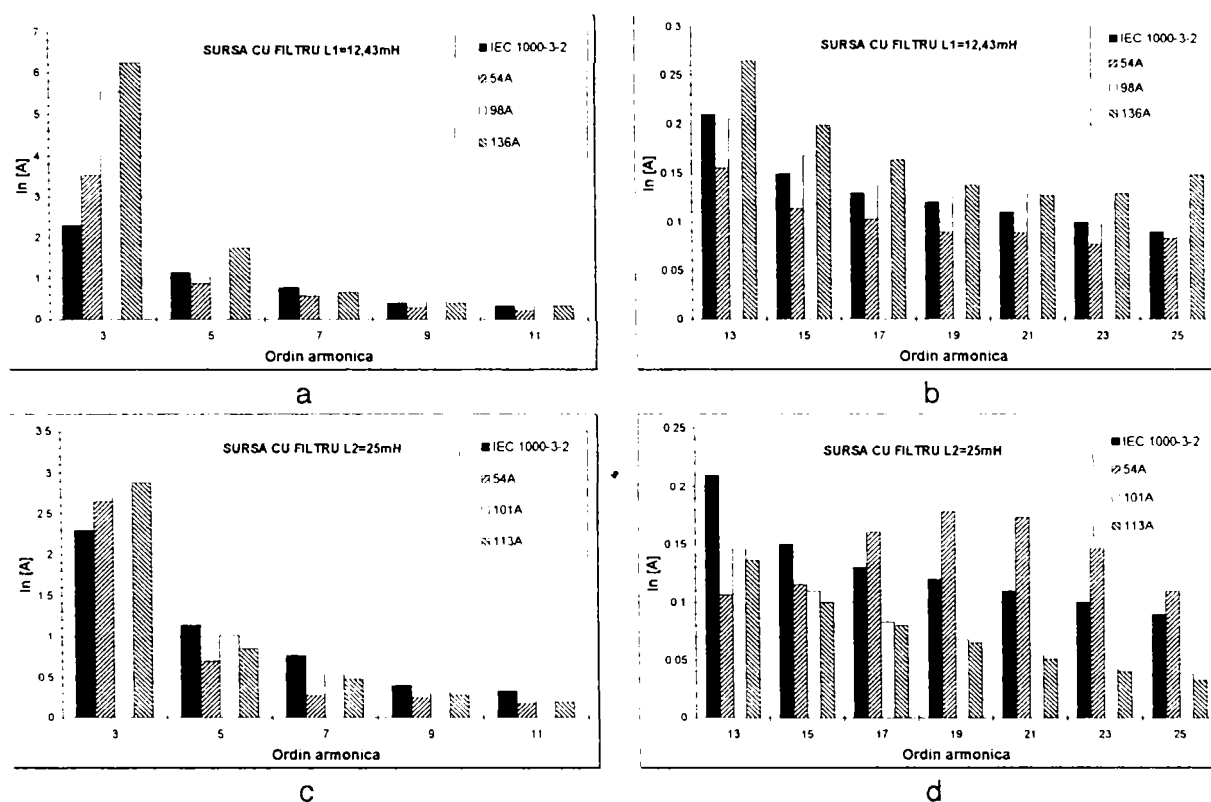 SURSA CU FILTRU L1=12,43mH
IEC 1000-3-2
54A
98A
136A
In [A]
7
6
5
4
3
2
1
0
3 5 7 9 11
Ordin armonica
a
SURSA CU FILTRU L1=12,43mH
IEC 1000-3-2
54A
98A
136A
In [A]
0.3
0.25
0.2
0.15
0.1
0.05
0
13 15 17 19 21 23 25
Ordin armonica
b
SURSA CU FILTRU L2=25mH
IEC 1000-3-2
54A
101A
113A
In [A]
3 5
3
2.5
2
1.5
1
0.5
0
3 5 7 9 11
Ordin armonica
c
SURSA CU FILTRU L2=25mH
IEC 1000-3-2
54A
101A
113A
In [A]
0.25
0.2
0 15
0 1
0 05
0
13 15 17 19 21 23 25
Ordin armonica
d